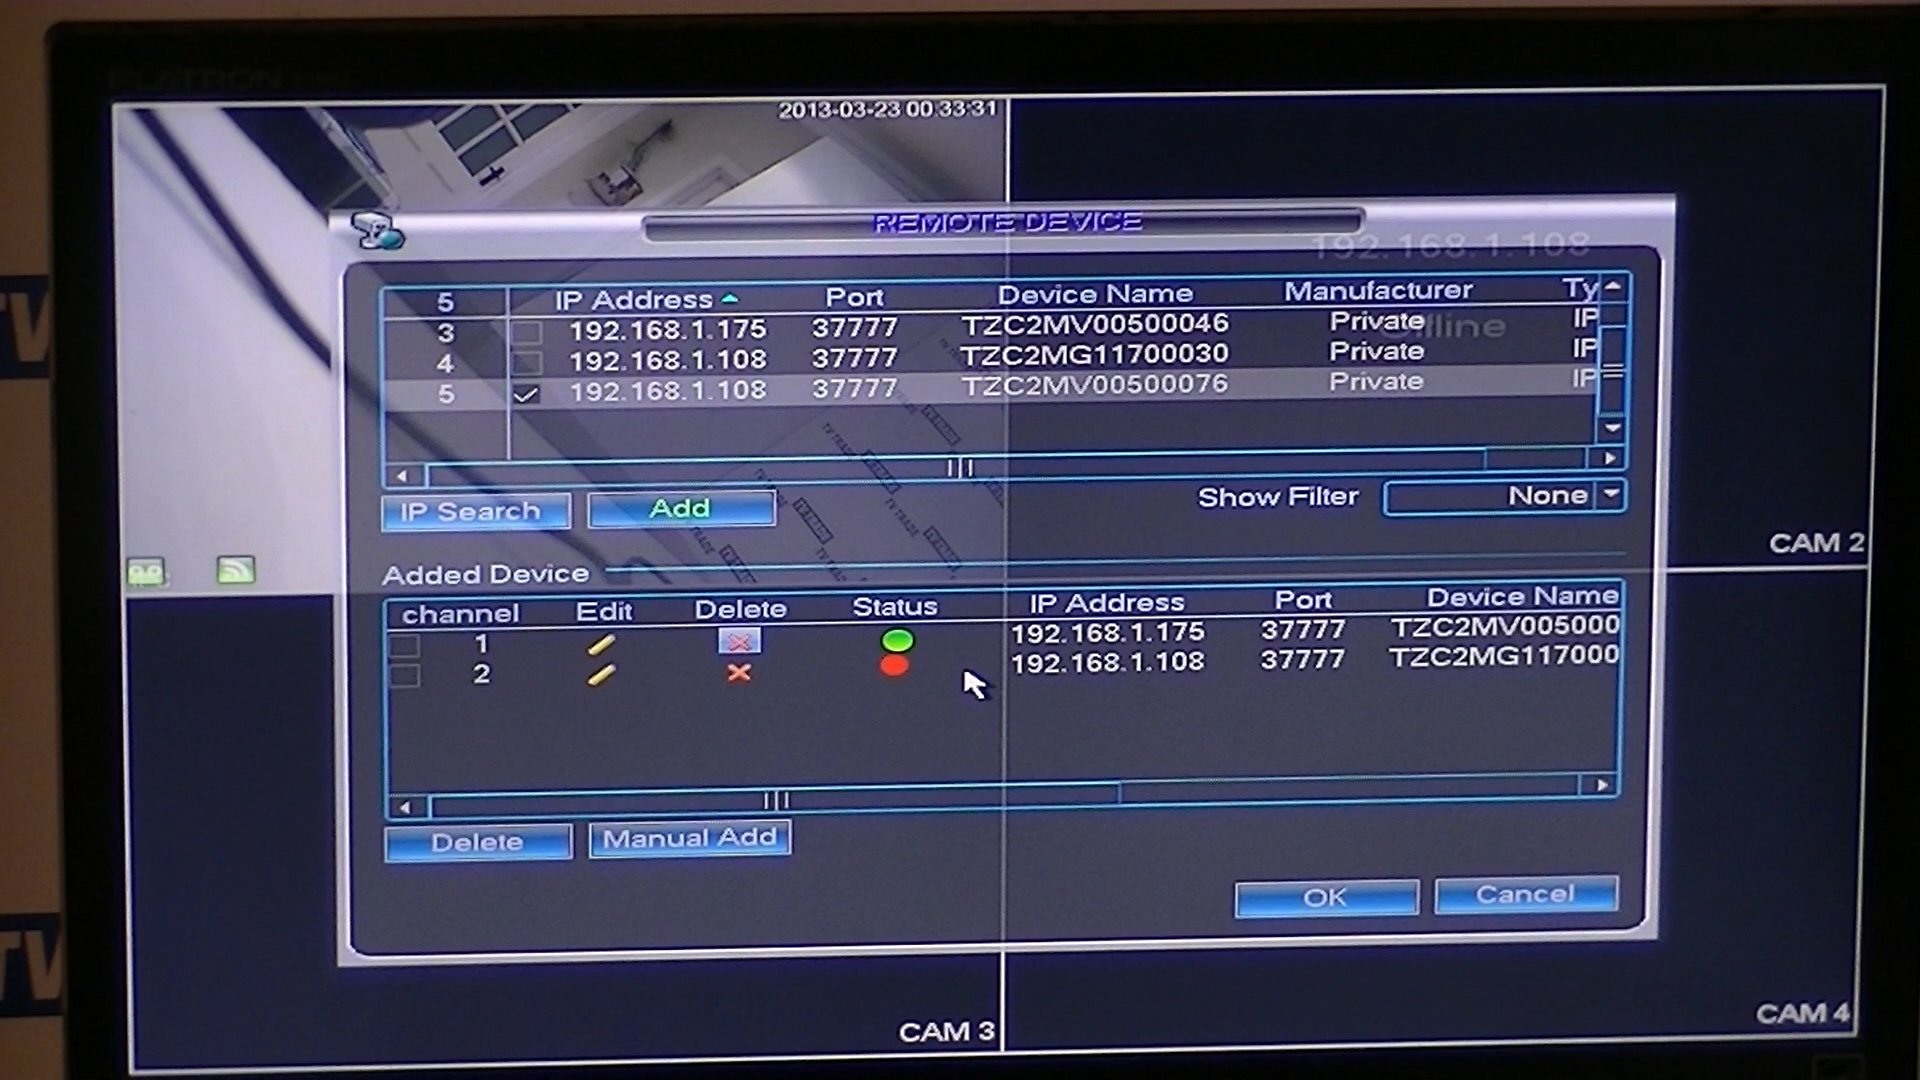 FLATRON
2013-03-23 00:33:31
REMOTE DEVICE
192.168.1.108
5 IP Address Port Device Name Manufacturer Ty
3 192.168.1.175 37777 TZC2MV00500046 Private IP
4 192.168.1.108 37777 TZC2MG11700030 Private IP
5 192.168.1.108 37777 TZC2MV00500076 Private IP
IP Search Add Show Filter None
CAM 2
Added Device
channel Edit Delete Status IP Address Port Device Name
1 192.168.1.175 37777 TZC2MV005000
2 192.168.1.108 37777 TZC2MG117000
Delete Manual Add
OK Cancel
CAM 3
CAM 4
TV
TV